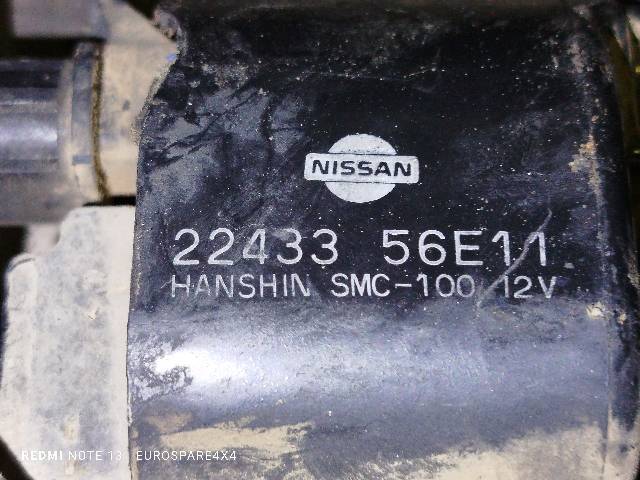 NISSAN
22433 56E11
HANSHIN SMC-100 12V
REDMI NOTE 13 | EUROSPARE4X4